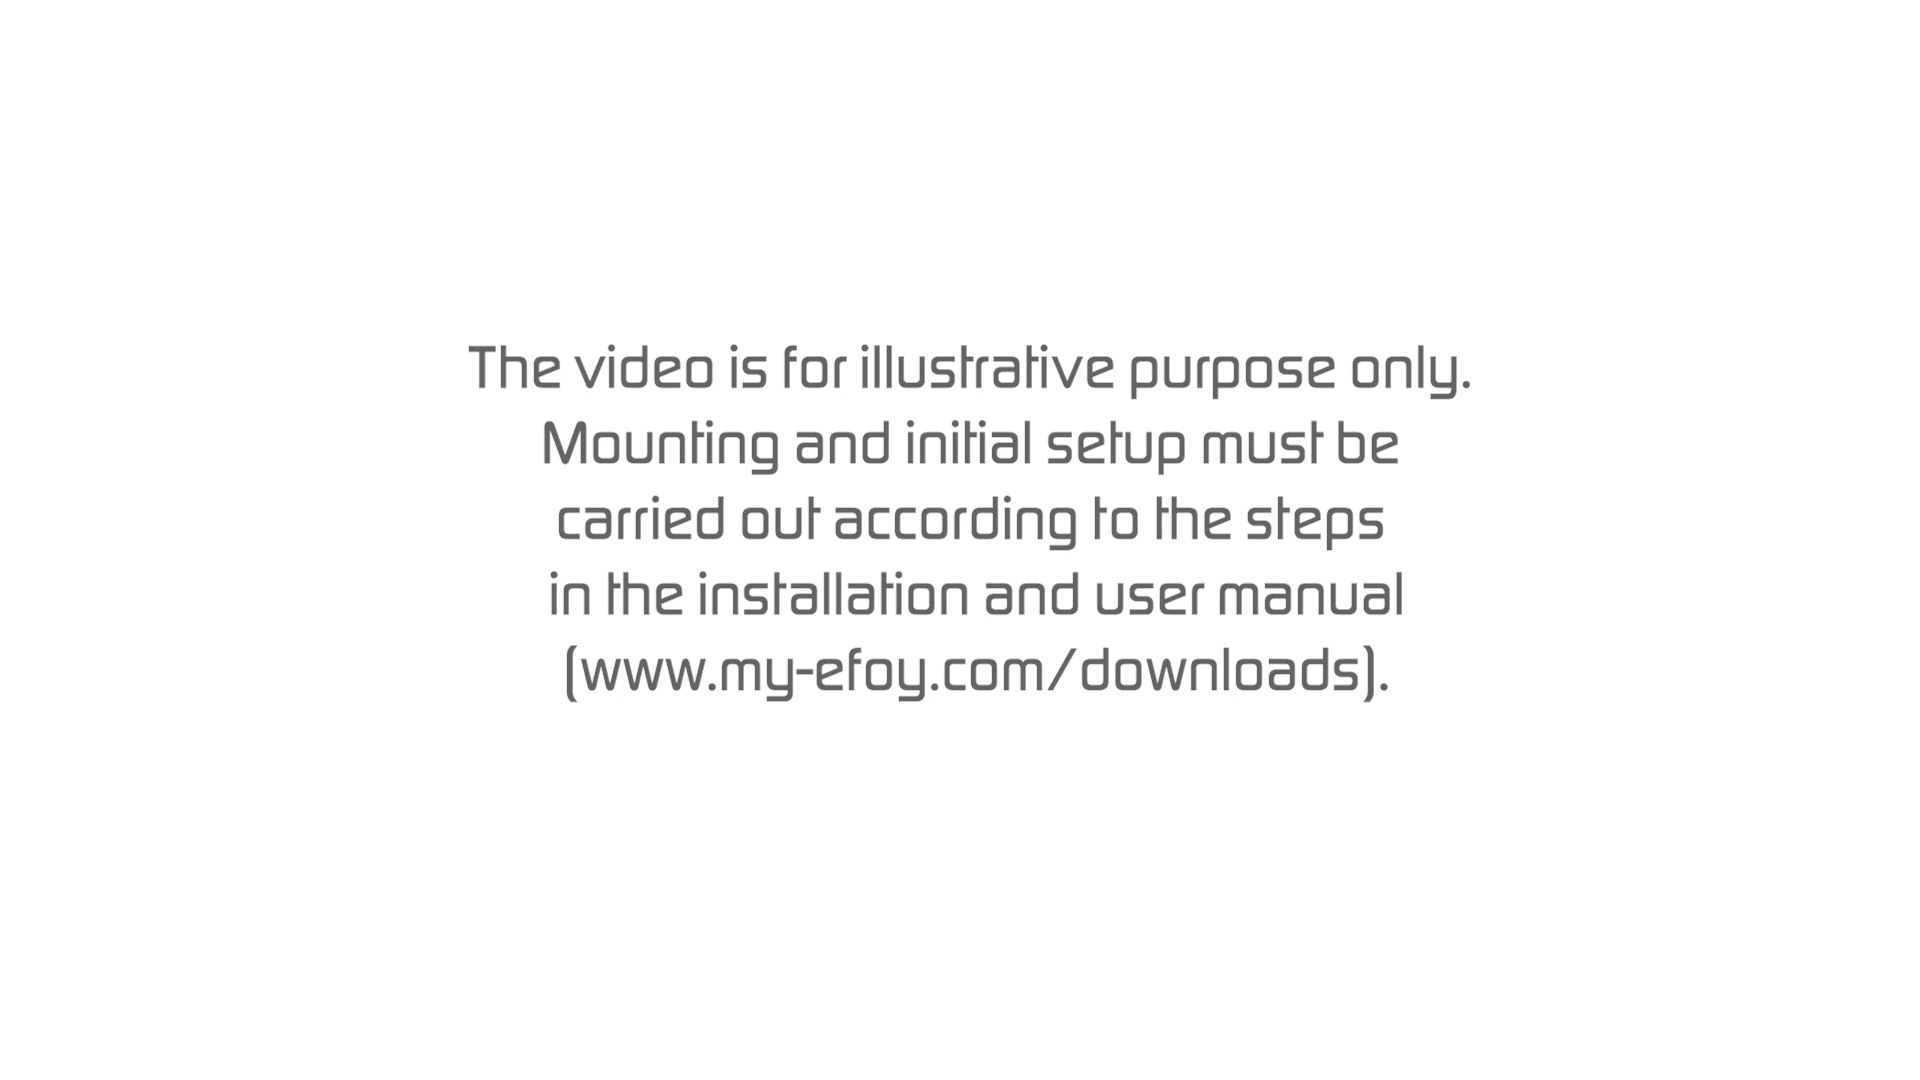 The video is for illustrative purpose only.
Mounting and initial setup must be
carried out according to the steps
in the installation and user manual
(www.my-efoy.com/downloads).